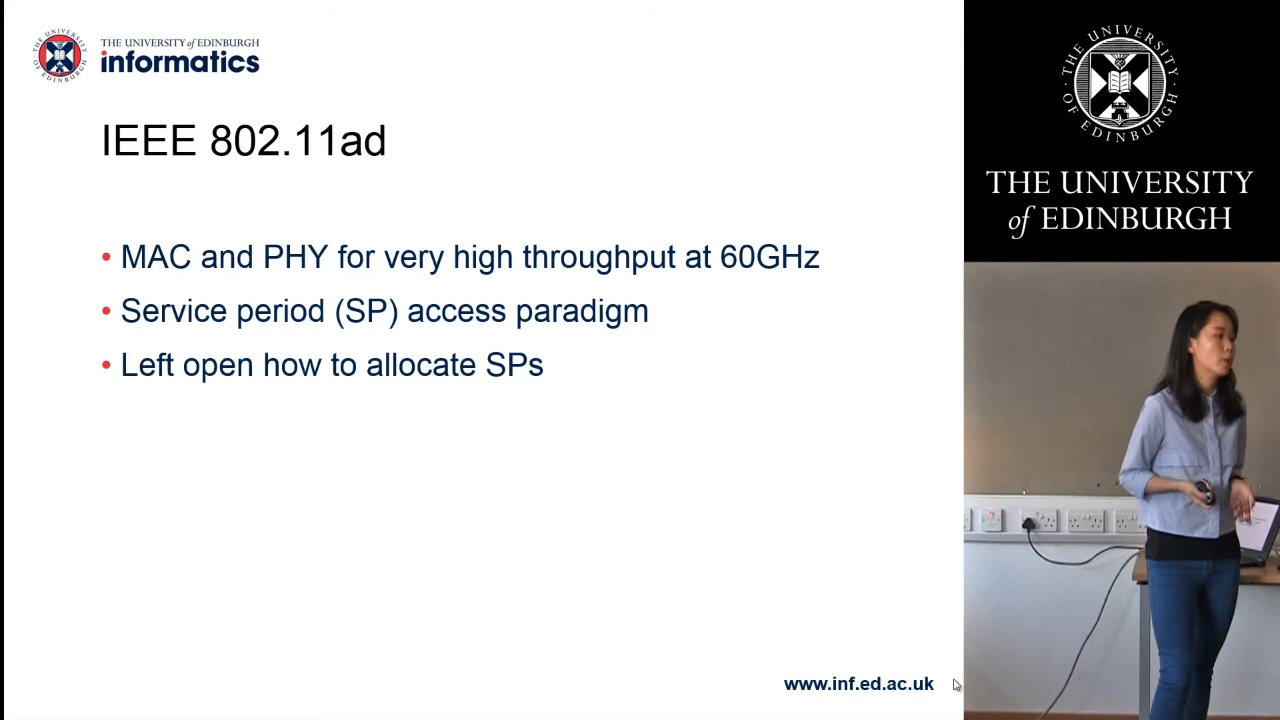 THE UNIVERSITY of EDINBURGH
informatics
IEEE 802.11ad
• MAC and PHY for very high throughput at 60GHz
• Service period (SP) access paradigm
• Left open how to allocate SPs
www.inf.ed.ac.uk
THE UNIVERSITY OF EDINBURGH
THE UNIVERSITY
of EDINBURGH